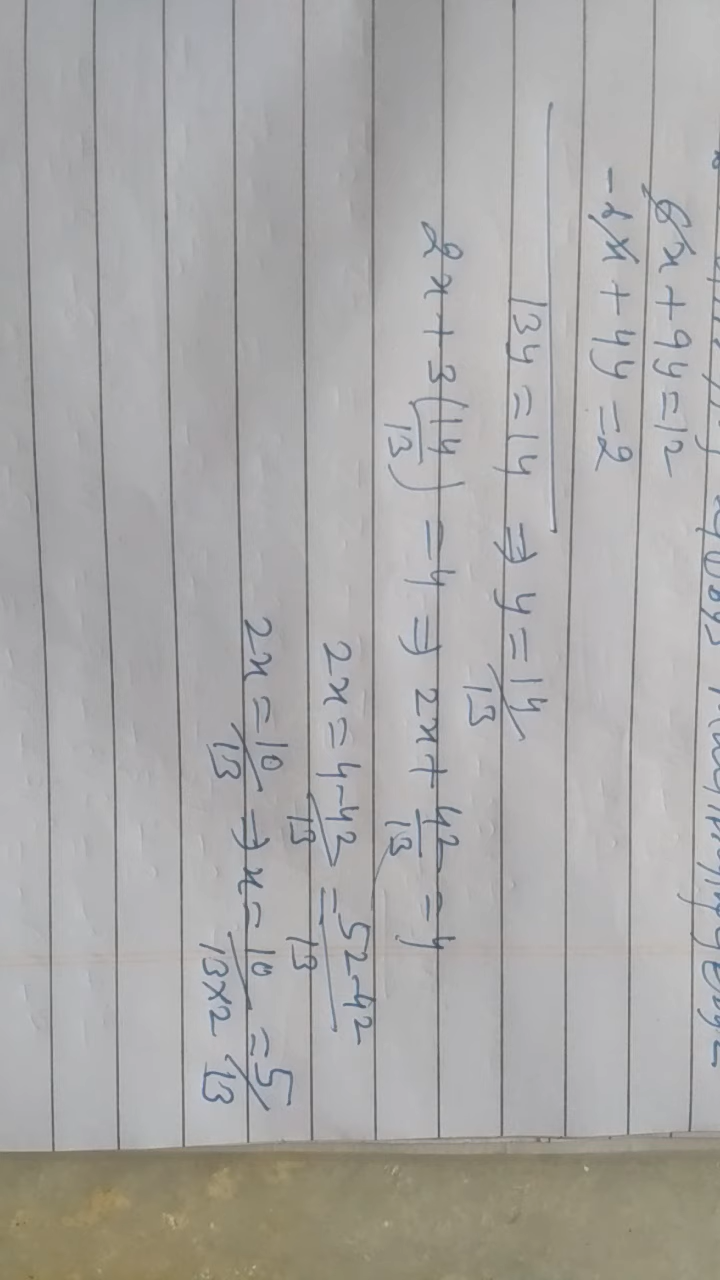 6x + 9y = 12
-6x + 4y = 2
13y = 14 ⇒ y = 14/13
2x + 3(14/13) = 4 ⇒ 2x + 42/13 = 4
2x = 4 - 42/13 = 52-42/13
2x = 10/13 ⇒ x = 10/13×2 = 5/13